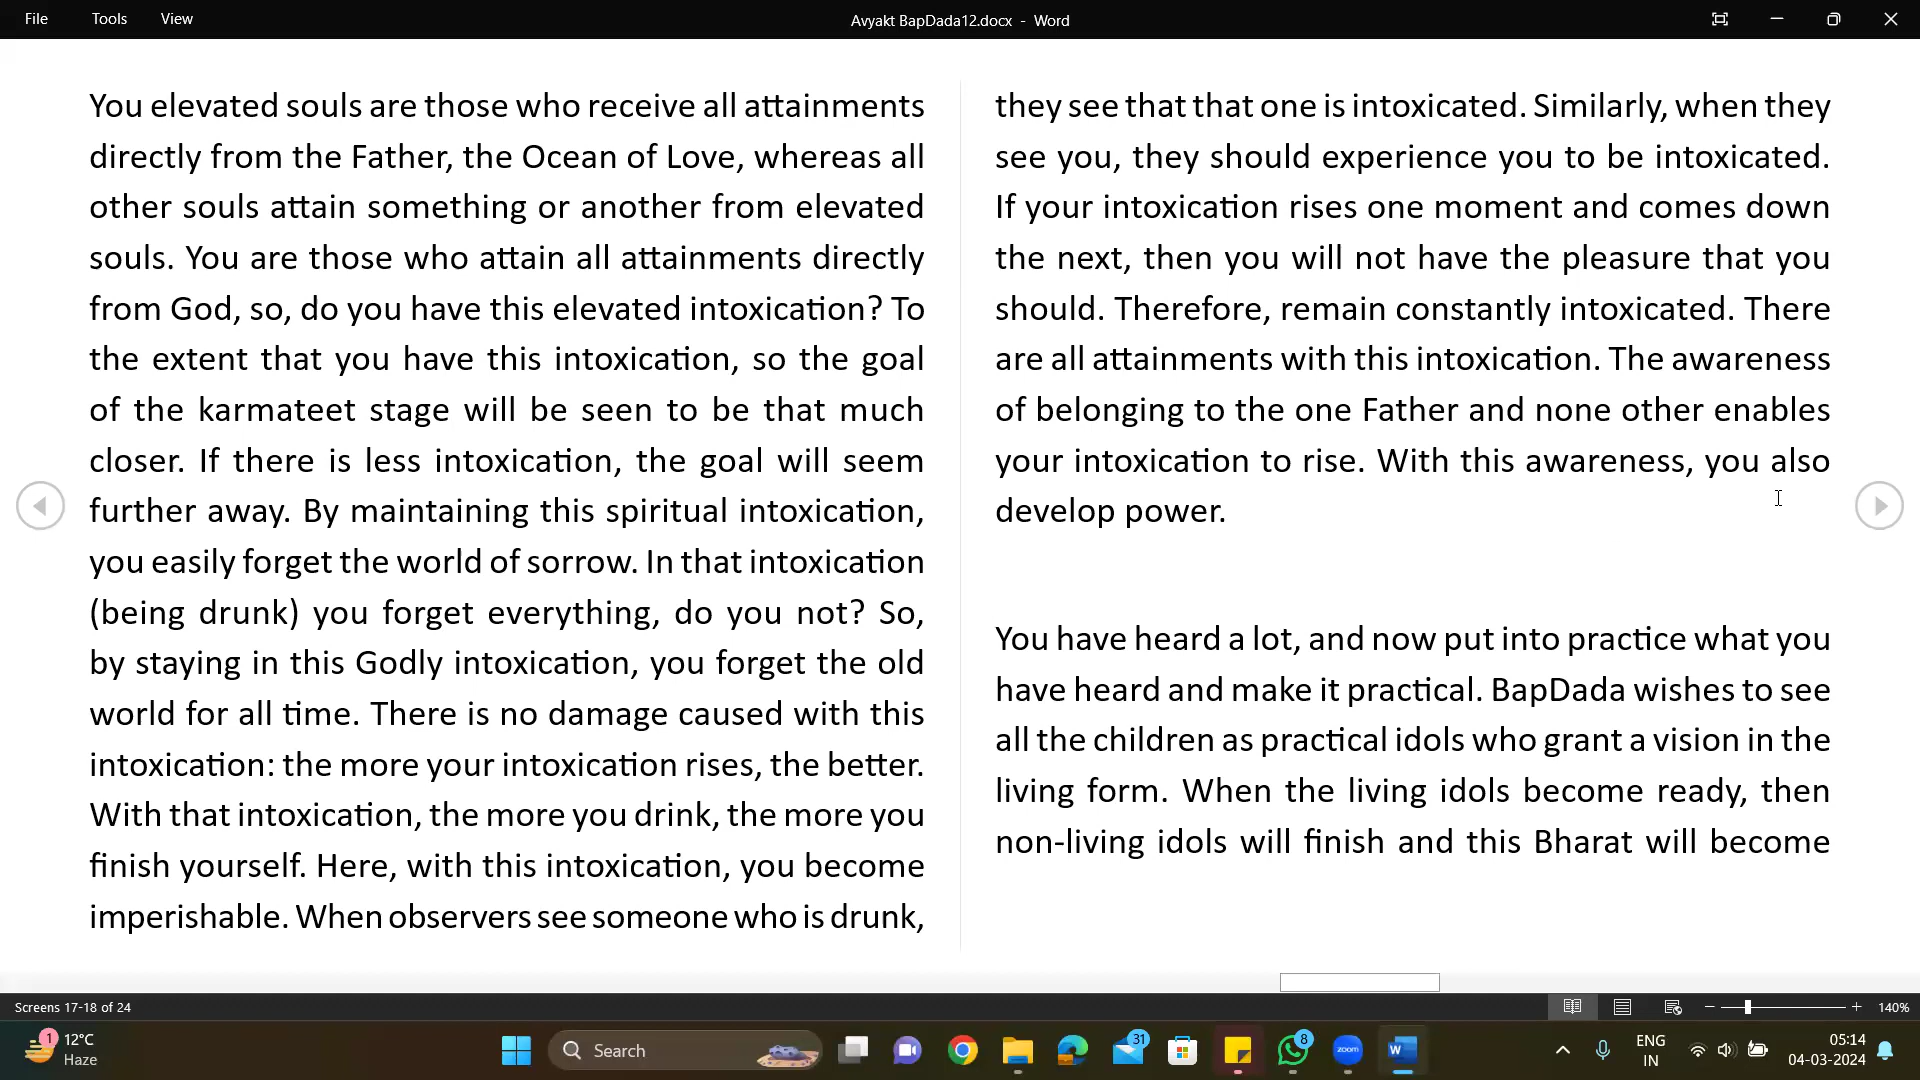 File Tools View Avyakt BapDada12.docx - Word
You elevated souls are those who receive all attainments
directly from the Father, the Ocean of Love, whereas all
other souls attain something or another from elevated
souls. You are those who attain all attainments directly
from God, so, do you have this elevated intoxication? To
the extent that you have this intoxication, so the goal
of the karmateet stage will be seen to be that much
closer. If there is less intoxication, the goal will seem
further away. By maintaining this spiritual intoxication,
you easily forget the world of sorrow. In that intoxication
(being drunk) you forget everything, do you not? So,
by staying in this Godly intoxication, you forget the old
world for all time. There is no damage caused with this
intoxication: the more your intoxication rises, the better.
With that intoxication, the more you drink, the more you
finish yourself. Here, with this intoxication, you become
imperishable. When observers see someone who is drunk,
they see that that one is intoxicated. Similarly, when they
see you, they should experience you to be intoxicated.
If your intoxication rises one moment and comes down
the next, then you will not have the pleasure that you
should. Therefore, remain constantly intoxicated. There
are all attainments with this intoxication. The awareness
of belonging to the one Father and none other enables
your intoxication to rise. With this awareness, you also
develop power.
You have heard a lot, and now put into practice what you
have heard and make it practical. BapDada wishes to see
all the children as practical idols who grant a vision in the
living form. When the living idols become ready, then
non-living idols will finish and this Bharat will become
Screens 17-18 of 24
140%
1
12°C
Haze
Search
31
8
zoom
W
ENG
IN
05:14
04-03-2024